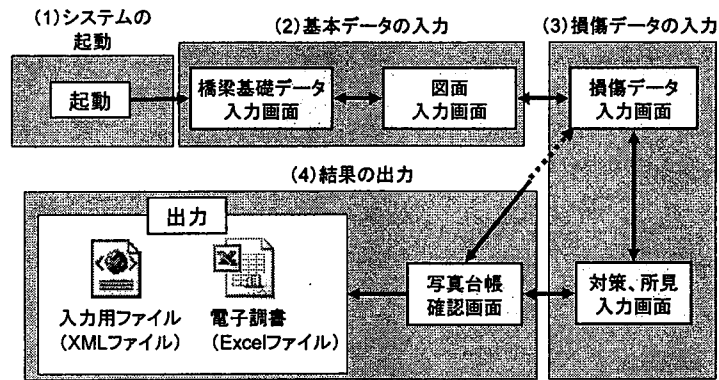 (1)システムの
起動
(2)基本データの入力
(3)損傷データの入力
起動
橋梁基礎データ
入力画面
図面
入力画面
損傷データ
入力画面
(4)結果の出力
出力
入力用ファイル
(XMLファイル)
電子調書
(Excelファイル)
写真台帳
確認画面
対策、所見
入力画面